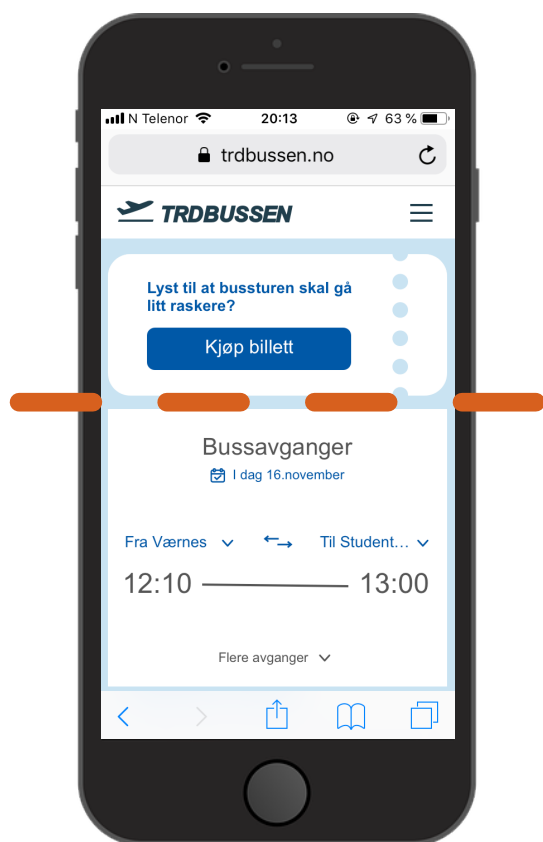 N Telenor 20:13 63 %
trdbussen.no
TRDBUSSEN
Lyst til at bussturen skal gå
litt raskere?
Kjøp billett
Bussavganger
I dag 16.november
Fra Værnes Til Student...
12:10 13:00
Flere avganger